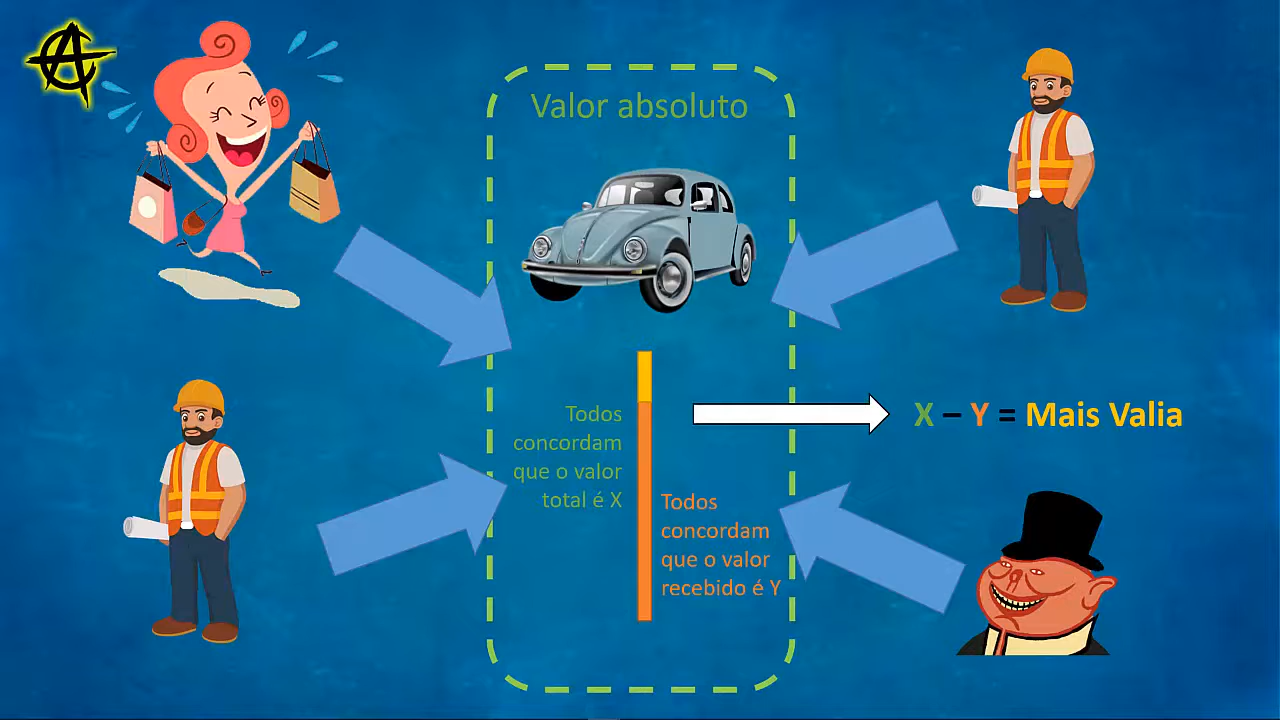 Valor absoluto
Todos
concordam
que o valor
total é X
X – Y = Mais Valia
Todos
concordam
que o valor
recebido é Y